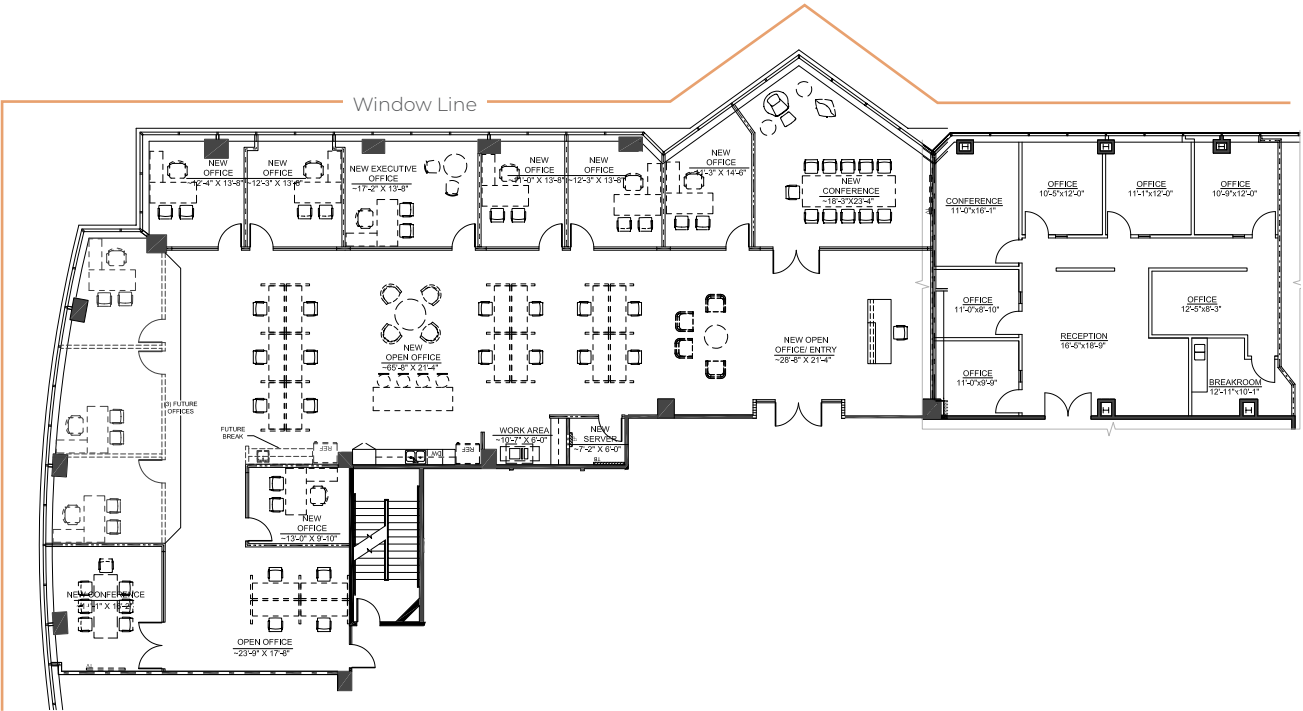 Window Line
NEW
OFFICE
~12'-4" X 13'-8"
NEW
OFFICE
~12'-3" X 13'-8"
NEW EXECUTIVE
OFFICE
~17'-2" X 13'-8"
NEW
OFFICE
NEW
OFFICE
~12'-3" X 13'-8"
NEW
OFFICE
NEW
CONFERENCE
~18'-3"X23'-4"
CONFERENCE
11'-0"x16'-1"
OFFICE
10'-5"x12'-0"
OFFICE
11'-1"x12'-0"
OFFICE
10'-9"x12'-0"
OFFICE
11'-0"x8'-10"
OFFICE
12'-5"x8'-3"
RECEPTION
16'-5"x18'-9"
OFFICE
11'-0"x9'-9"
BREAKROOM
12'-11"x10'-1"
NEW
OPEN OFFICE
~65'-8" X 21'-4"
NEW OPEN
OFFICE/ ENTRY
~28'-8" X 21'-4"
(3) FUTURE
OFFICES
FUTURE
BREAK
REF
DW
REF
WORK AREA
~10'-7" X 6'-0"
NEW
SERVER
~7'-2" X 6'-0"
NEW
OFFICE
~13'-0" X 9'-10"
NEW CONFERENCE
OPEN OFFICE
~23'-9" X 17'-8"